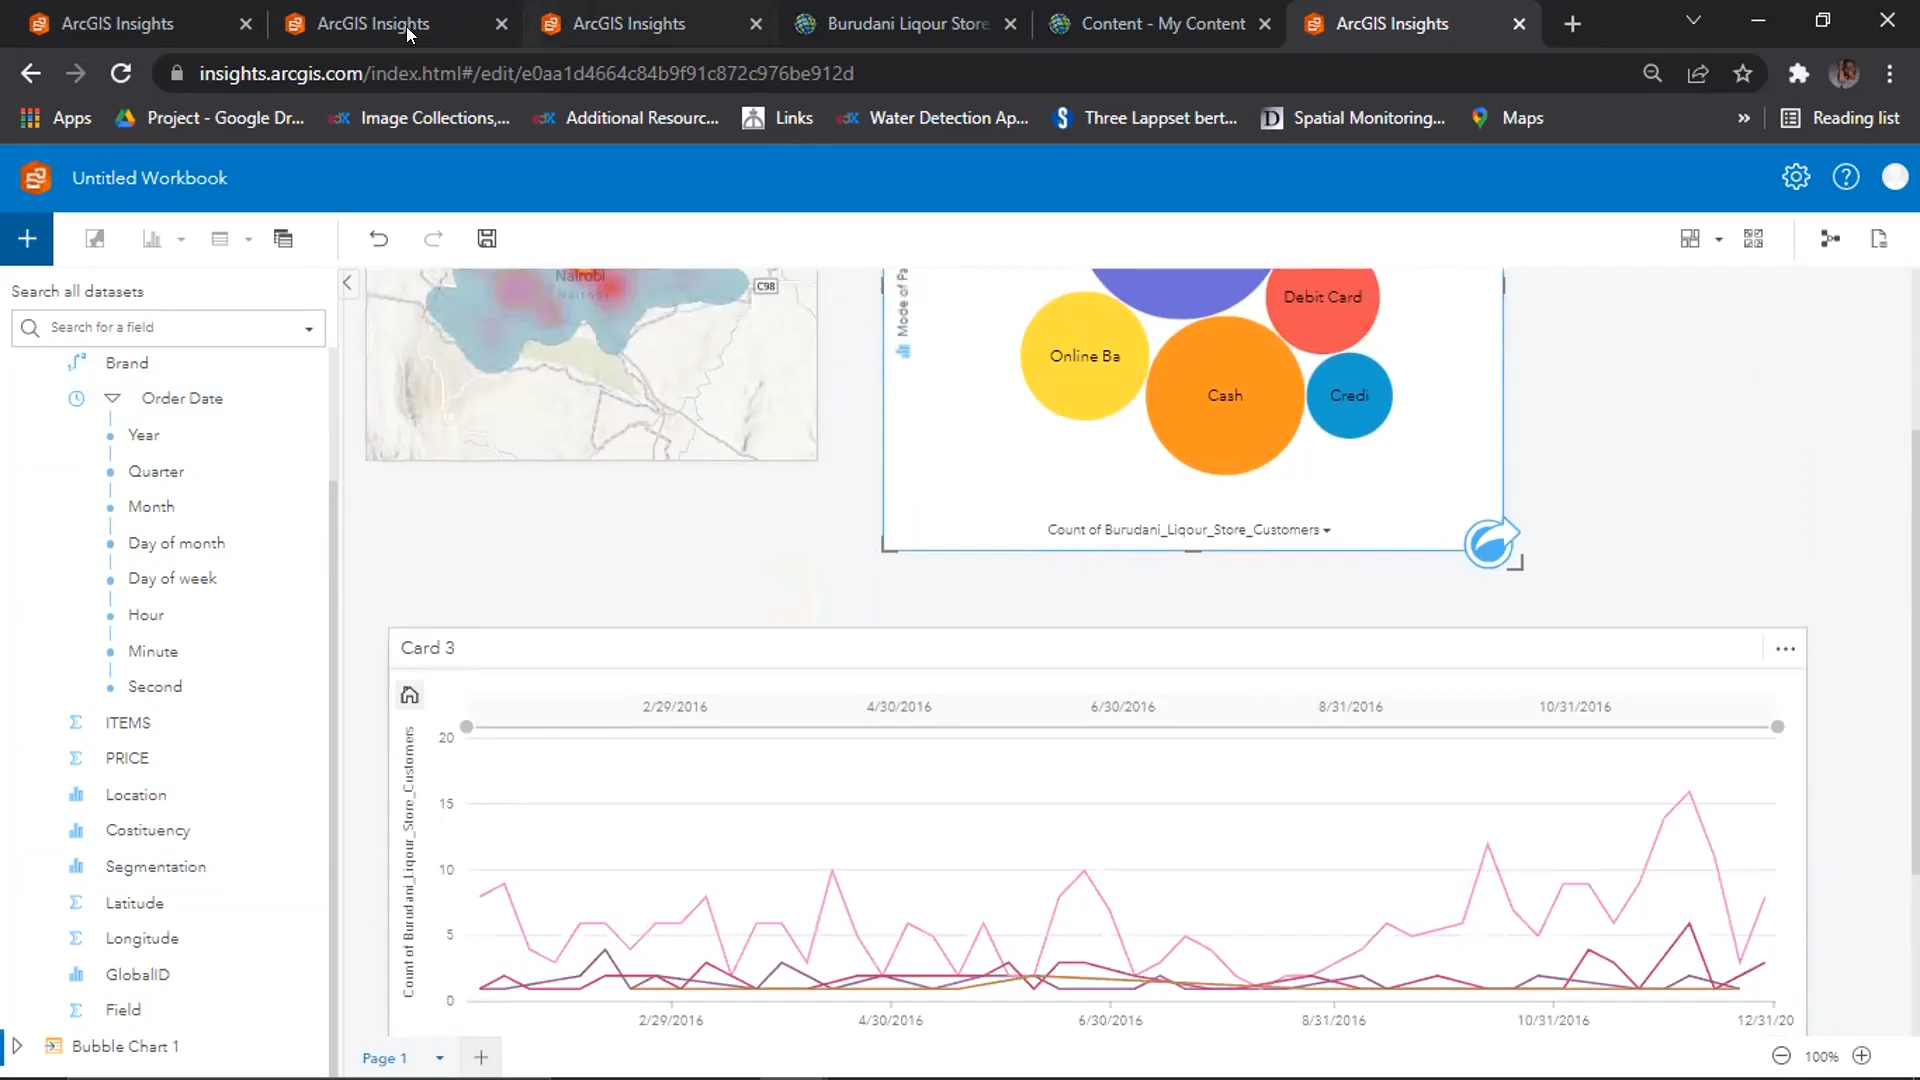 ArcGIS Insights
ArcGIS Insights
ArcGIS Insights
Burudani Liqour Store
Content - My Content
ArcGIS Insights
insights.arcgis.com/index.html#/edit/e0aa1d4664c84b9f91c872c976be912d
Apps
Project - Google Dr...
Image Collections,...
Additional Resourc...
Links
Water Detection Ap...
Three Lappset bert...
Spatial Monitoring...
Maps
»
Reading list
Untitled Workbook
Search all datasets
Search for a field
Brand
Order Date
Year
Quarter
Month
Day of month
Day of week
Hour
Minute
Second
ITEMS
PRICE
Location
Costituency
Segmentation
Latitude
Longitude
GlobalID
Field
Bubble Chart 1
Nairobi
Nairobi
C98
Mode of Pa
Debit Card
Online Ba
Cash
Credi
Count of Burudani_Liqour_Store_Customers
Card 3
2/29/2016
4/30/2016
6/30/2016
8/31/2016
10/31/2016
Count of Burudani_Liqour_Store_Customers
20
15
10
5
0
2/29/2016
4/30/2016
6/30/2016
8/31/2016
10/31/2016
12/31/20
Page 1
100%